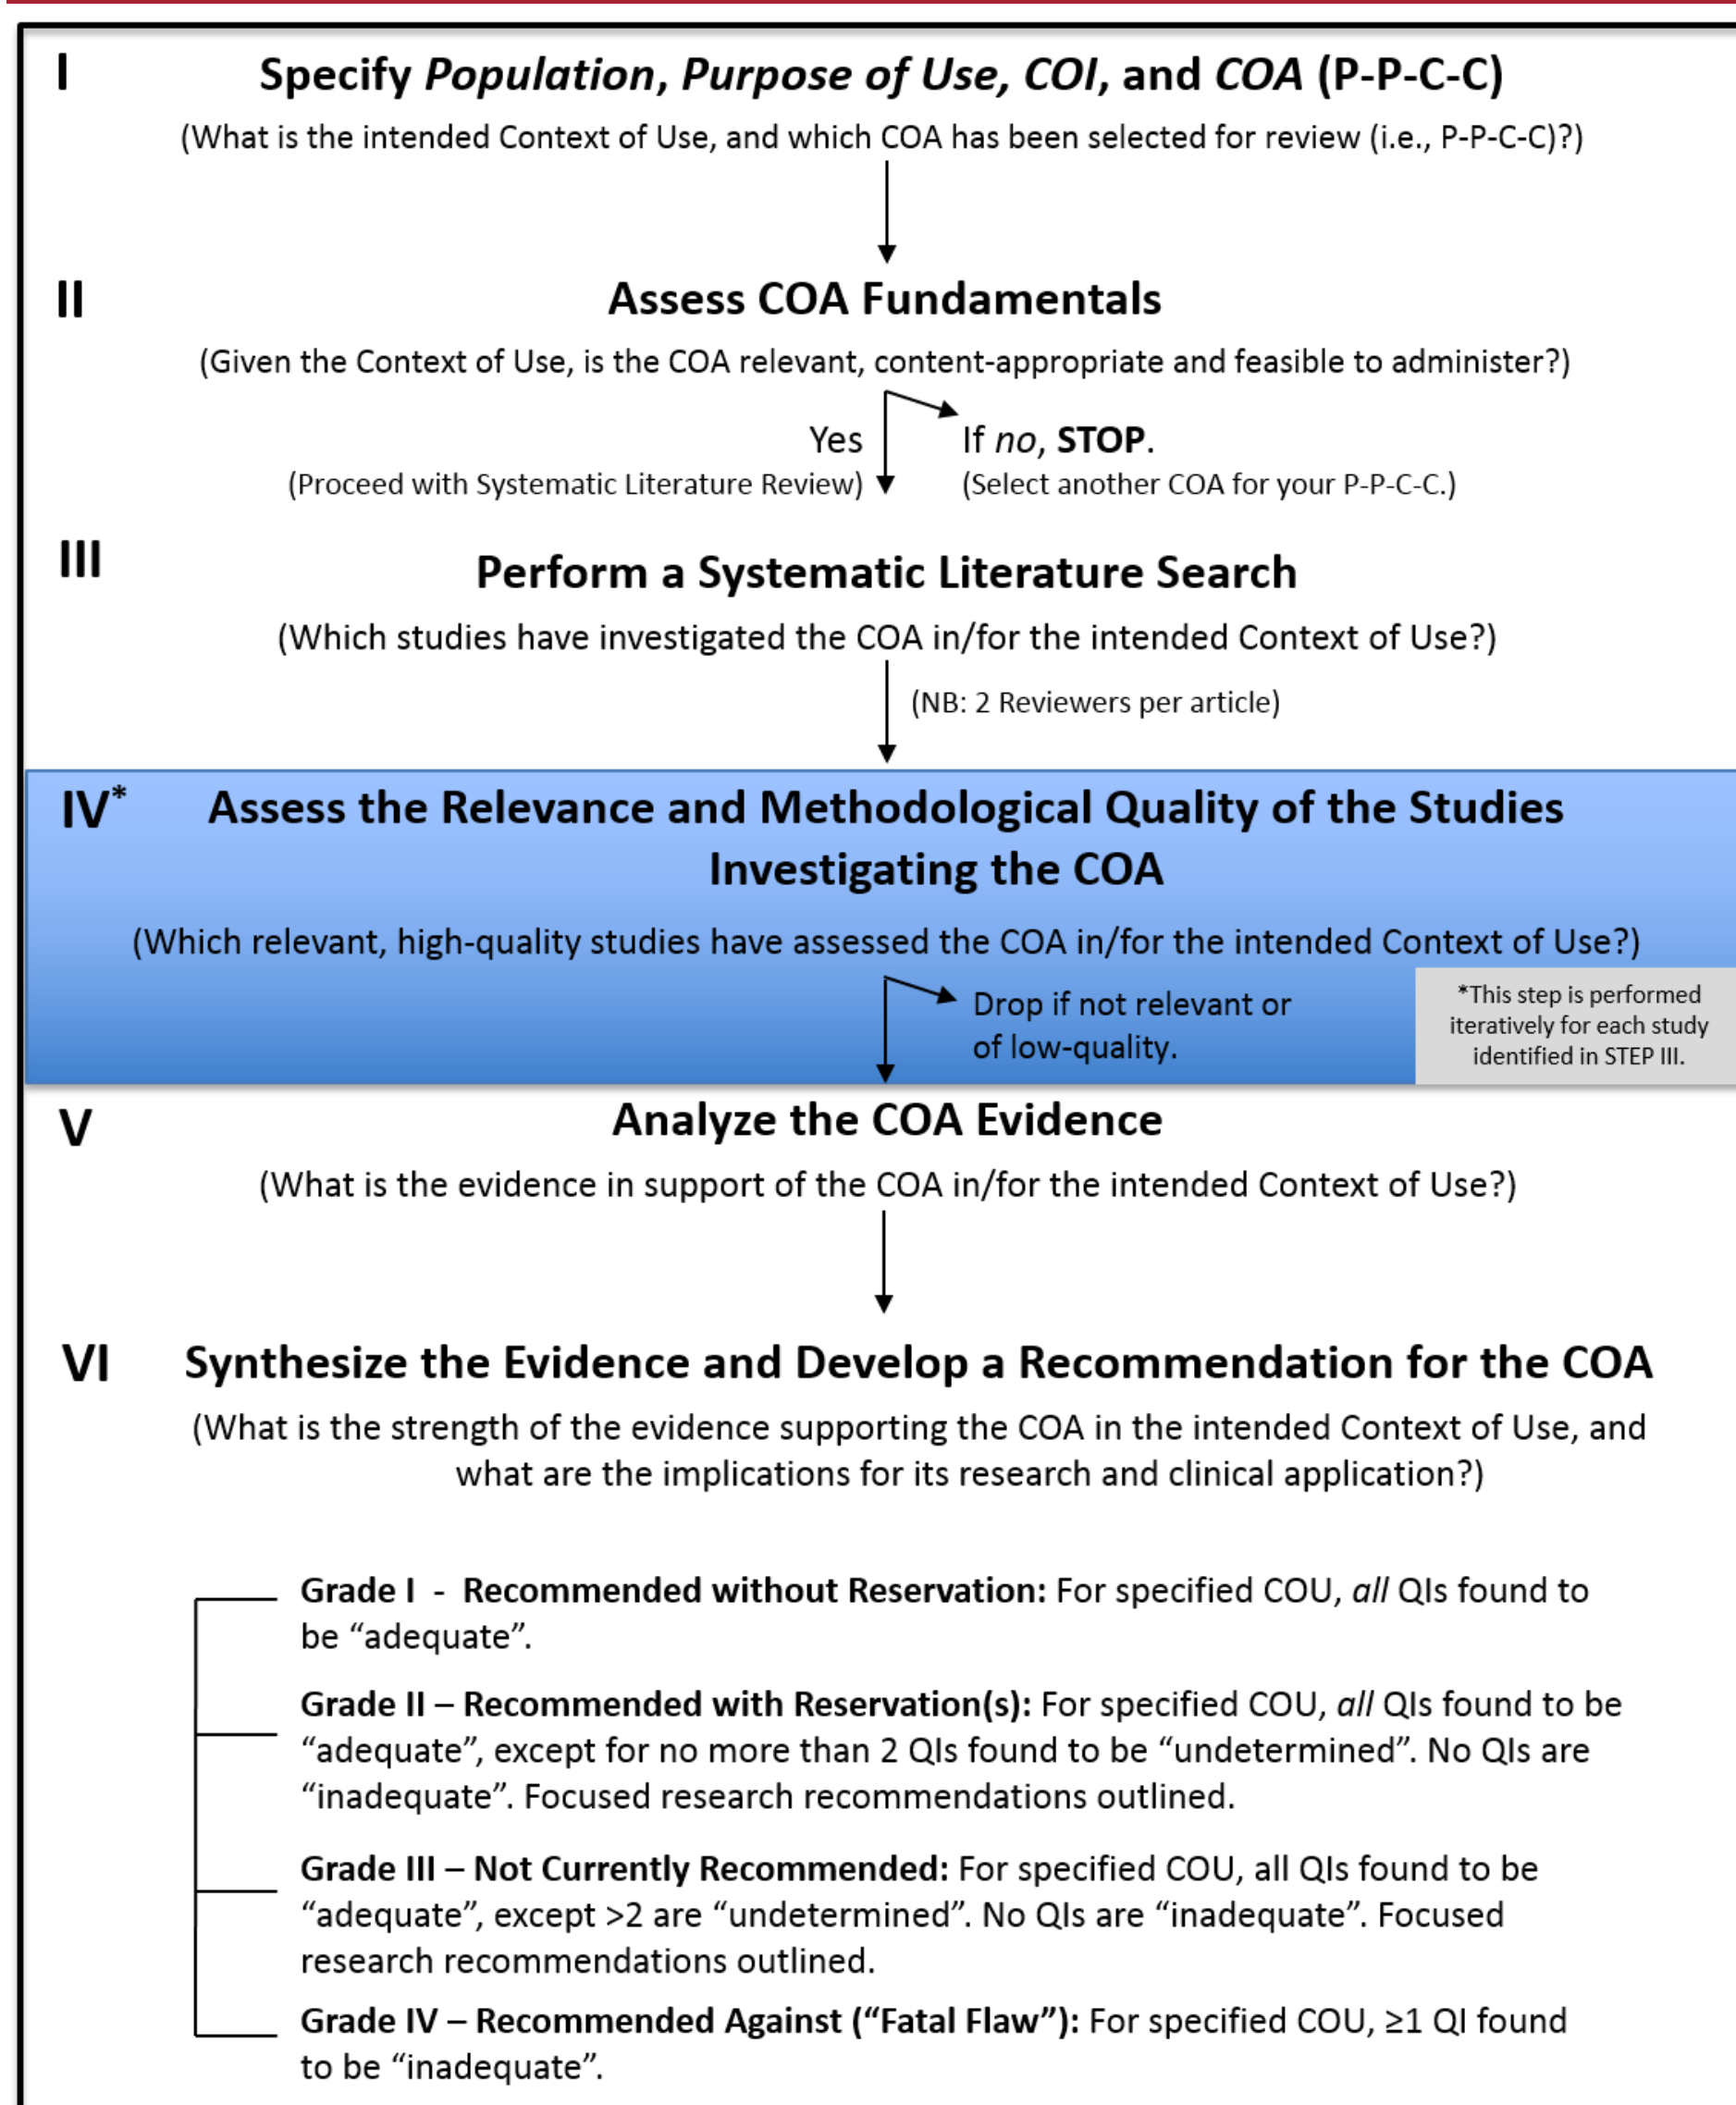 I
Specify Population, Purpose of Use, COI, and COA (P-P-C-C)
(What is the intended Context of Use, and which COA has been selected for review (i.e., P-P-C-C)?)
II
Assess COA Fundamentals
(Given the Context of Use, is the COA relevant, content-appropriate and feasible to administer?)
Yes
(Proceed with Systematic Literature Review)
If no, STOP.
(Select another COA for your P-P-C-C.)
III
Perform a Systematic Literature Search
(Which studies have investigated the COA in/for the intended Context of Use?)
(NB: 2 Reviewers per article)
IV*
Assess the Relevance and Methodological Quality of the Studies
Investigating the COA
(Which relevant, high-quality studies have assessed the COA in/for the intended Context of Use?)
Drop if not relevant or
of low-quality.
*This step is performed
iteratively for each study
identified in STEP III.
V
Analyze the COA Evidence
(What is the evidence in support of the COA in/for the intended Context of Use?)
VI
Synthesize the Evidence and Develop a Recommendation for the COA
(What is the strength of the evidence supporting the COA in the intended Context of Use, and
what are the implications for its research and clinical application?)
Grade I - Recommended without Reservation: For specified COU, all QIs found to
be “adequate”.
Grade II – Recommended with Reservation(s): For specified COU, all QIs found to be
“adequate”, except for no more than 2 QIs found to be “undetermined”. No QIs are
“inadequate”. Focused research recommendations outlined.
Grade III – Not Currently Recommended: For specified COU, all QIs found to be
“adequate”, except >2 are “undetermined”. No QIs are “inadequate”. Focused
research recommendations outlined.
Grade IV – Recommended Against (“Fatal Flaw”): For specified COU, ≥1 QI found
to be “inadequate”.